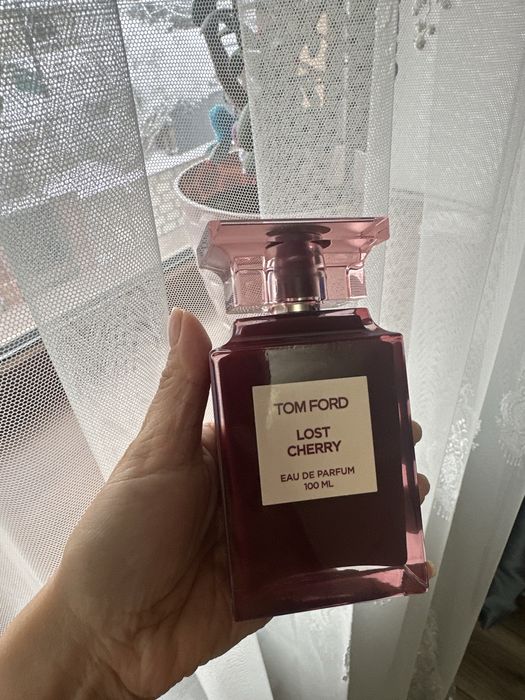 TOM FORD
LOST
CHERRY
EAU DE PARFUM
100 ML